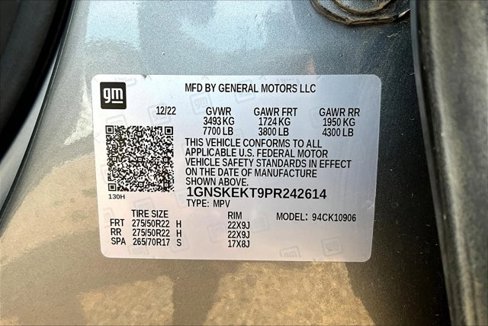 gm
MFD BY GENERAL MOTORS LLC
12/22 GVWR GAWR FRT GAWR RR
3493 KG 1724 KG 1950 KG
7700 LB 3800 LB 4300 LB
THIS VEHICLE CONFORMS TO ALL
APPLICABLE U.S. FEDERAL MOTOR
VEHICLE SAFETY STANDARDS IN EFFECT
ON THE DATE OF MANUFACTURE
SHOWN ABOVE.
1GNSKEKT9PR242614
130H TYPE: MPV
TIRE SIZE RIM MODEL: 94CK10906
FRT 275/50R22 H 22X9J
RR 275/50R22 H 22X9J
SPA 265/70R17 S 17X8J